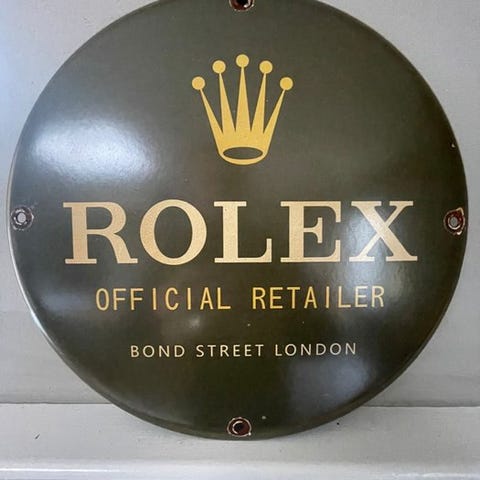 ROLEX
OFFICIAL RETAILER
BOND STREET LONDON